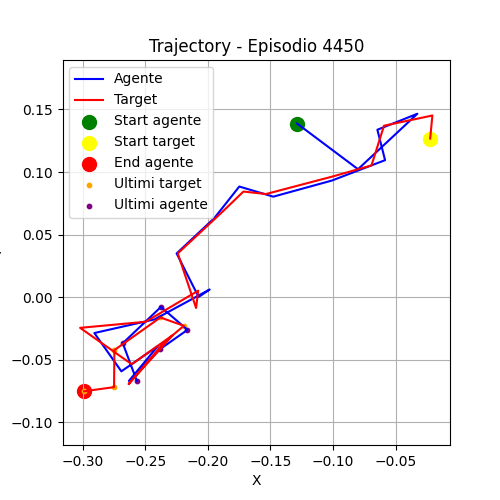 Trajectory - Episodio 4450
Agente
Target
Start agente
Start target
End agente
Ultimi target
Ultimi agente
0.15
0.10
0.05
0.00
−0.05
−0.10
−0.30
−0.25
−0.20
−0.15
−0.10
−0.05
X